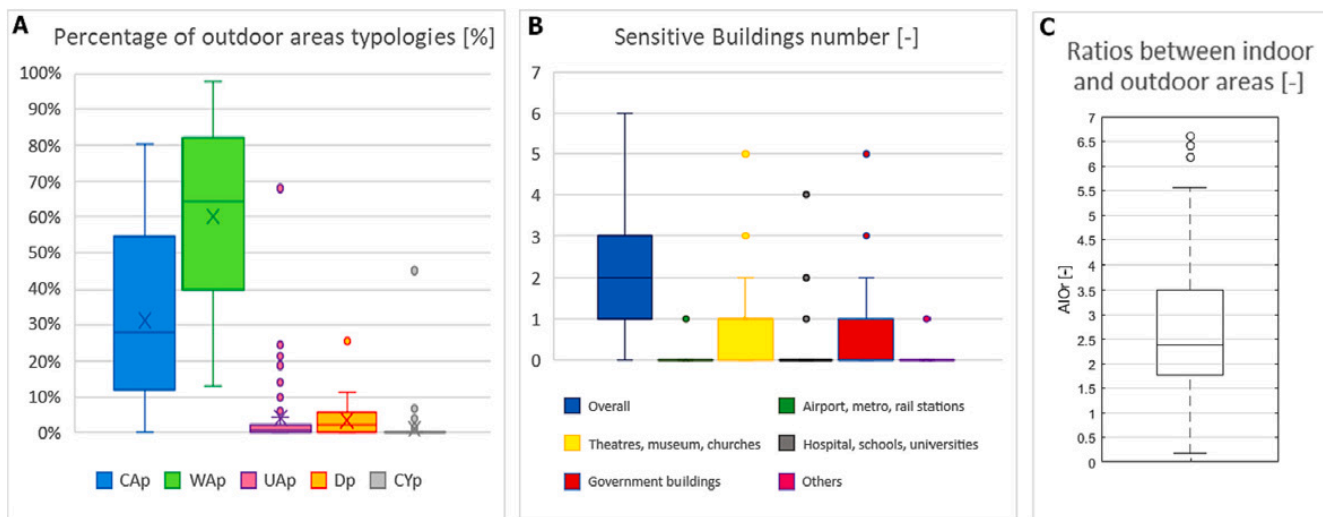 A
Percentage of outdoor areas typologies [%]
100%
90%
80%
70%
60%
50%
40%
30%
20%
10%
0%
CAp
WAp
UAp
Dp
CYp
B
Sensitive Buildings number [-]
7
6
5
4
3
2
1
0
Overall
Airport, metro, rail stations
Theatres, museum, churches
Hospital, schools, universities
Government buildings
Others
C
Ratios between indoor
and outdoor areas [-]
AIOr [-]
7
6.5
6
5.5
5
4.5
4
3.5
3
2.5
2
1.5
1
0.5
0